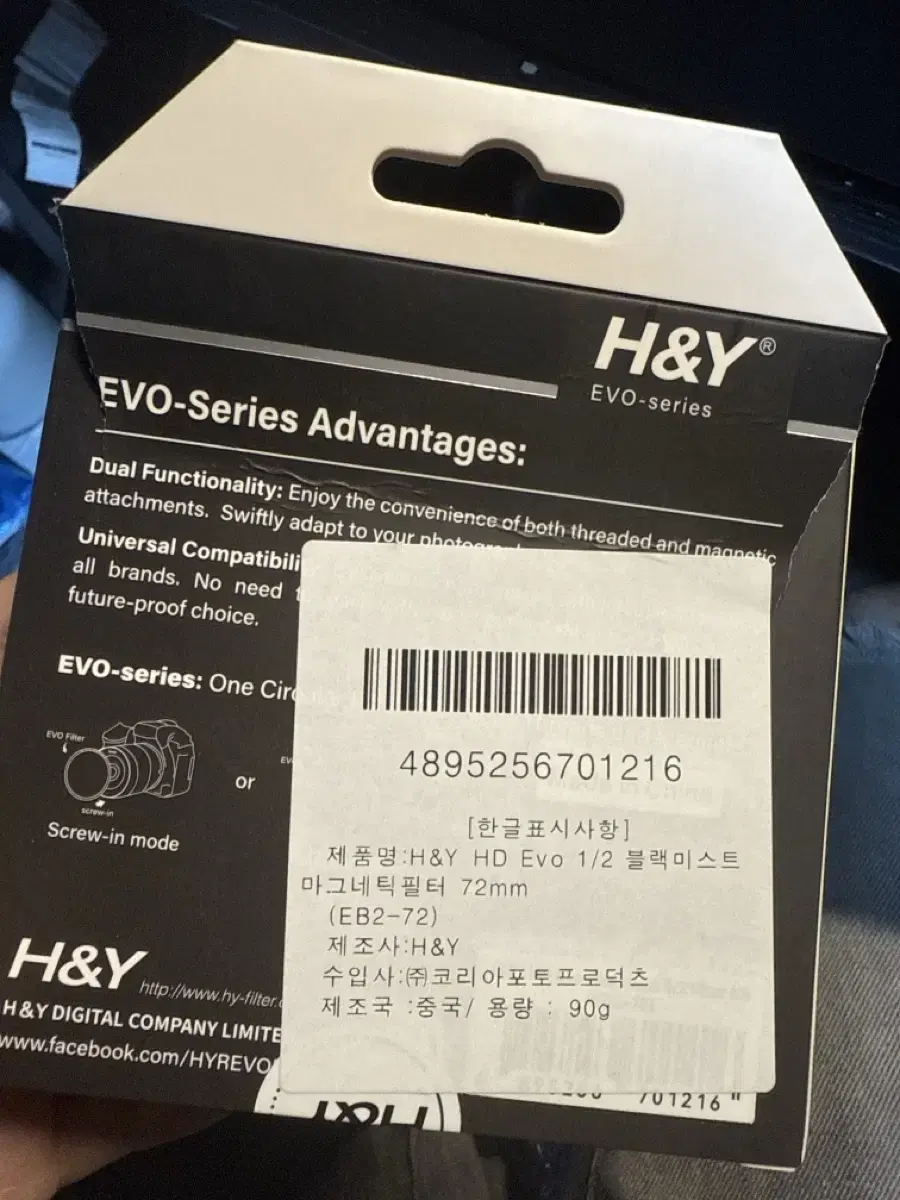 H&Y®
EVO-series
EVO-Series Advantages:
Dual Functionality: Enjoy the convenience of both threaded and magnetic
attachments. Swiftly adapt to your
Universal
all brands. No need
future-proof choice.
EVO-series: One
EVO Filter
or
screw-in
Screw-in mode
4895256701216
[한글표시사항]
제품명:H&Y HD Evo 1/2 블랙미스트
마그네틱필터 72mm
(EB2-72)
제조사:H&Y
수입사:㈜코리아포토프로덕츠
제조국 :중국/ 용량 : 90g
H&Y
http://www.hy-filter.
H&Y DIGITAL COMPANY
www.facebook.com/HYREVO
701216
H&Y